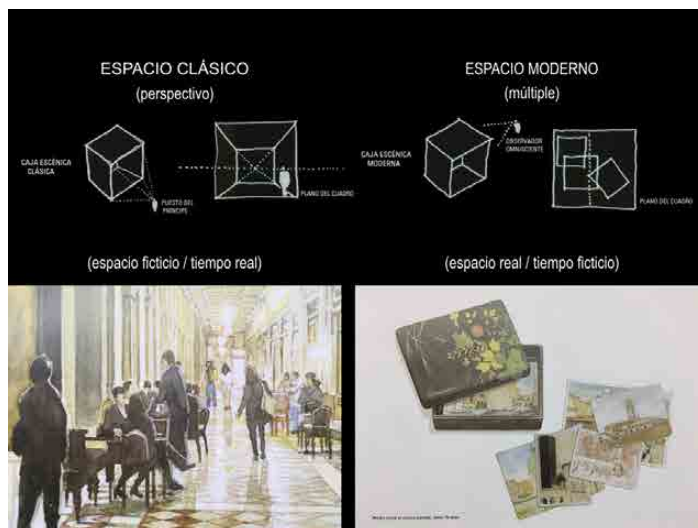 ESPACIO CLÁSICO
(perspectivo)
CAJA ESCÉNICA
CLÁSICA
PUESTO DEL
PRÍNCIPE
PLANO DEL CUADRO
(espacio ficticio / tiempo real)
ESPACIO MODERNO
(múltiple)
CAJA ESCÉNICA
MODERNA
OBSERVADOR
OMNISCIENTE
PLANO DEL CUADRO
(espacio real / tiempo ficticio)